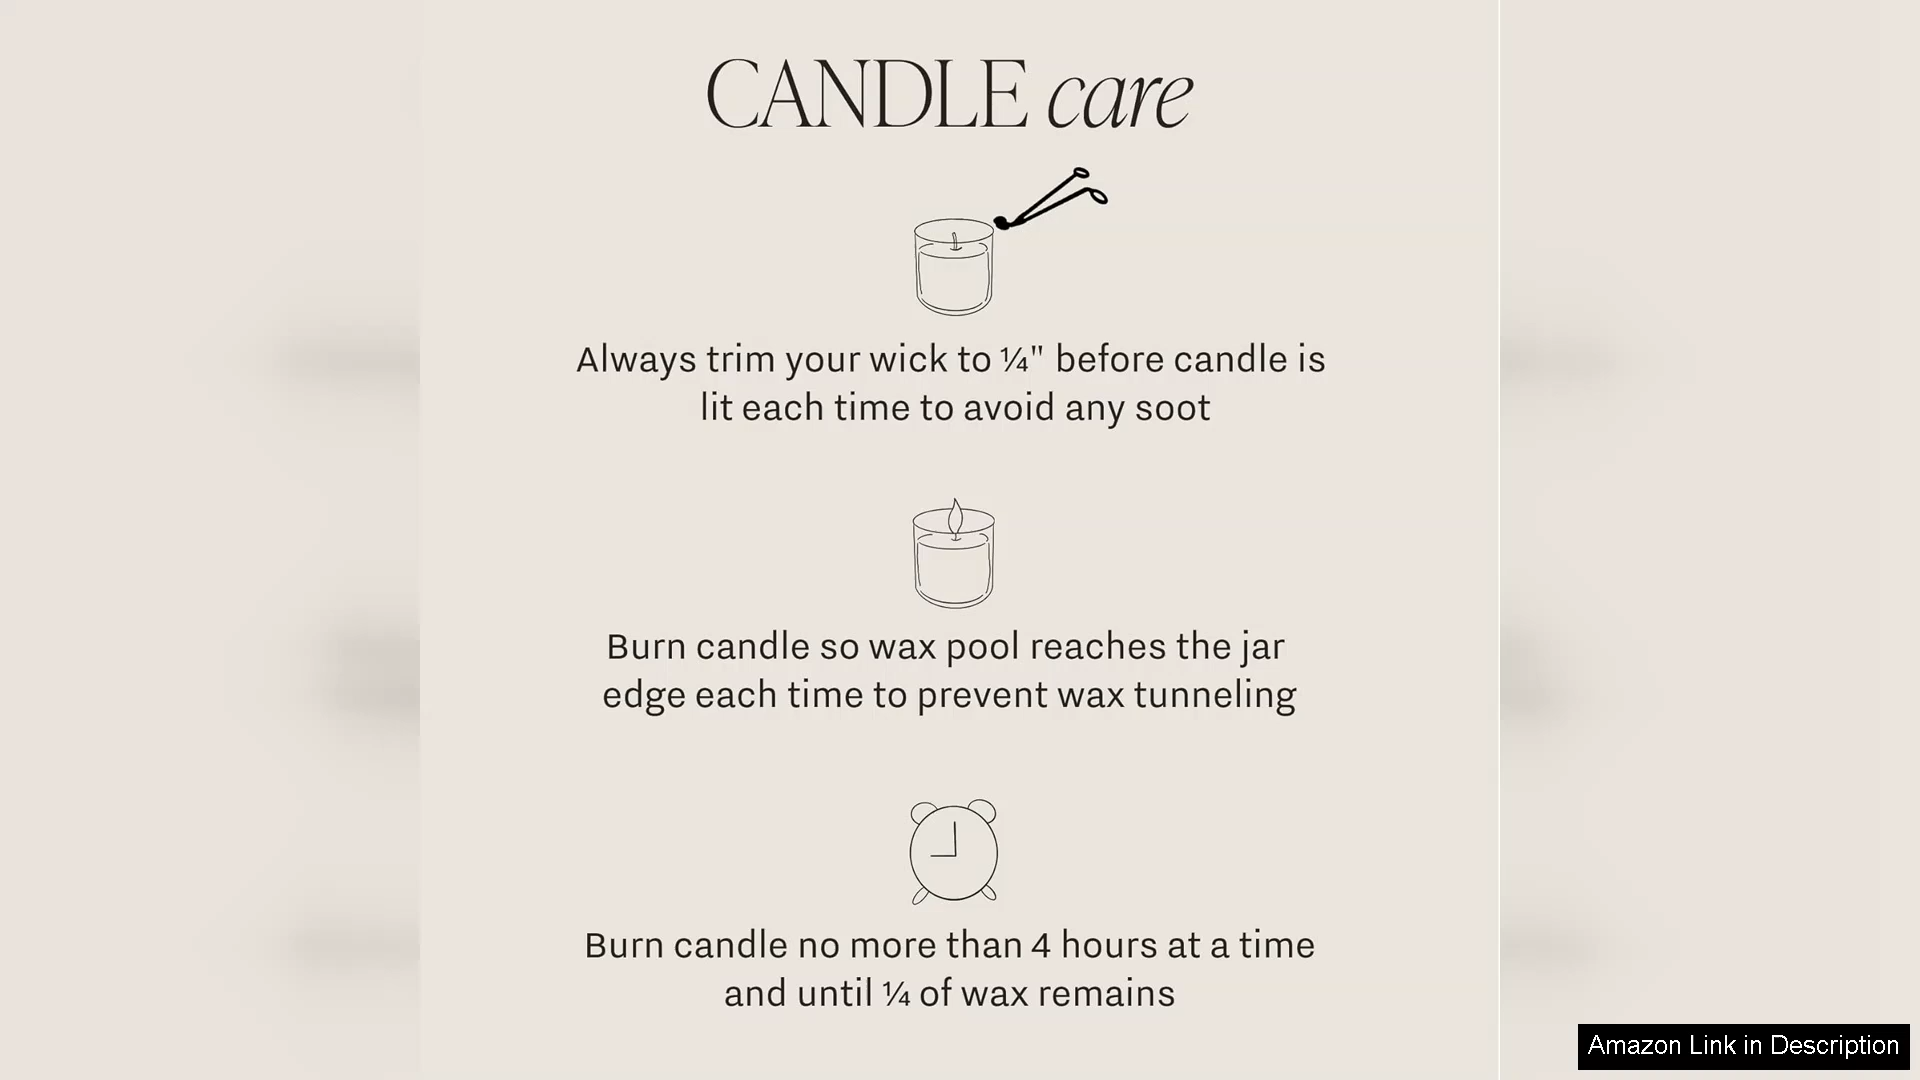 CANDLE care
Always trim your wick to ¼" before candle is
lit each time to avoid any soot
Burn candle so wax pool reaches the jar
edge each time to prevent wax tunneling
Burn candle no more than 4 hours at a time
and until ¼ of wax remains
Amazon Link in Description